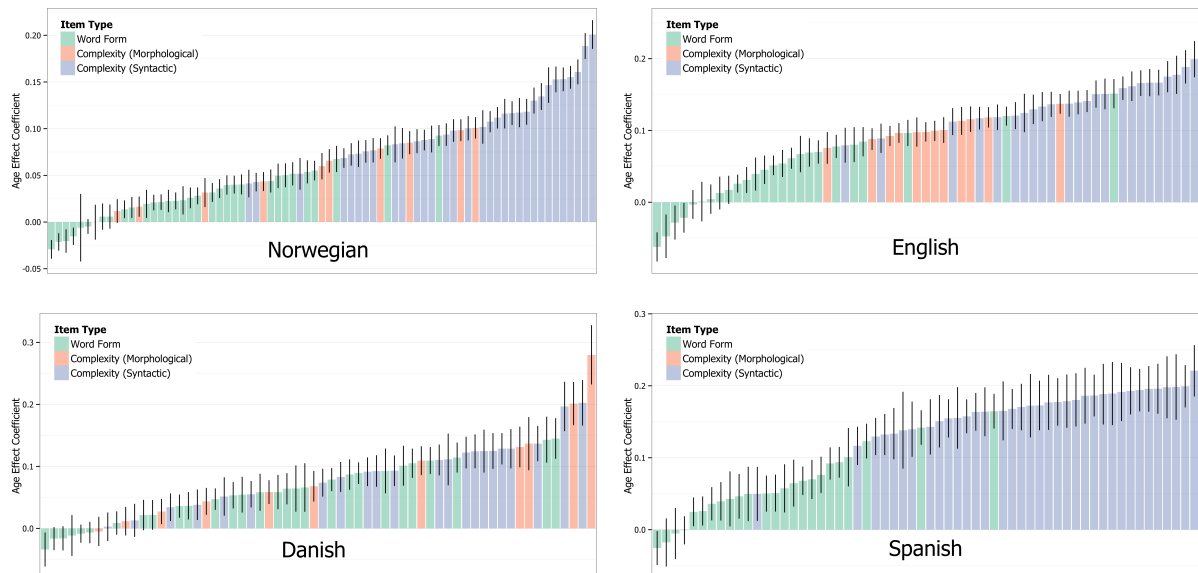 Item Type
Word Form
Complexity (Morphological)
Complexity (Syntactic)
Age Effect Coefficient
0.20
0.15
0.10
0.05
0.00
-0.05
Norwegian
Item Type
Word Form
Complexity (Morphological)
Complexity (Syntactic)
Age Effect Coefficient
0.2
0.1
0.0
English
Item Type
Word Form
Complexity (Morphological)
Complexity (Syntactic)
Age Effect Coefficient
0.3
0.2
0.1
0.0
Danish
Item Type
Word Form
Complexity (Morphological)
Complexity (Syntactic)
Age Effect Coefficient
0.3
0.2
0.1
0.0
Spanish